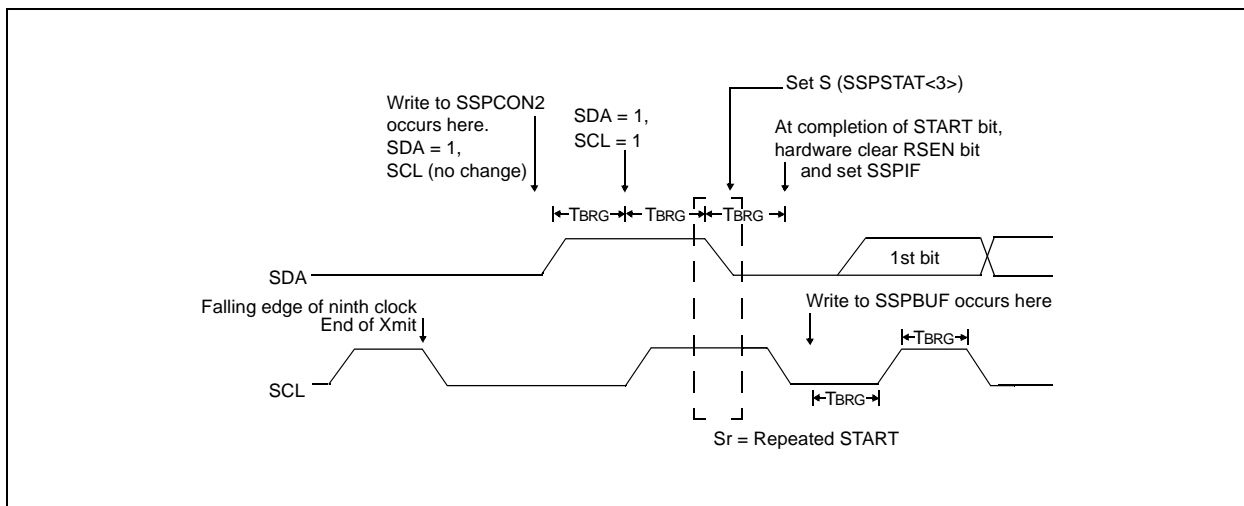 Set S (SSPSTAT<3>)
Write to SSPCON2
occurs here.
SDA = 1,
SCL (no change)
SDA = 1,
SCL = 1
At completion of START bit,
hardware clear RSEN bit
and set SSPIF
TBRG
TBRG
TBRG
SDA
1st bit
Falling edge of ninth clock
End of Xmit
Write to SSPBUF occurs here
TBRG
SCL
TBRG
Sr = Repeated START